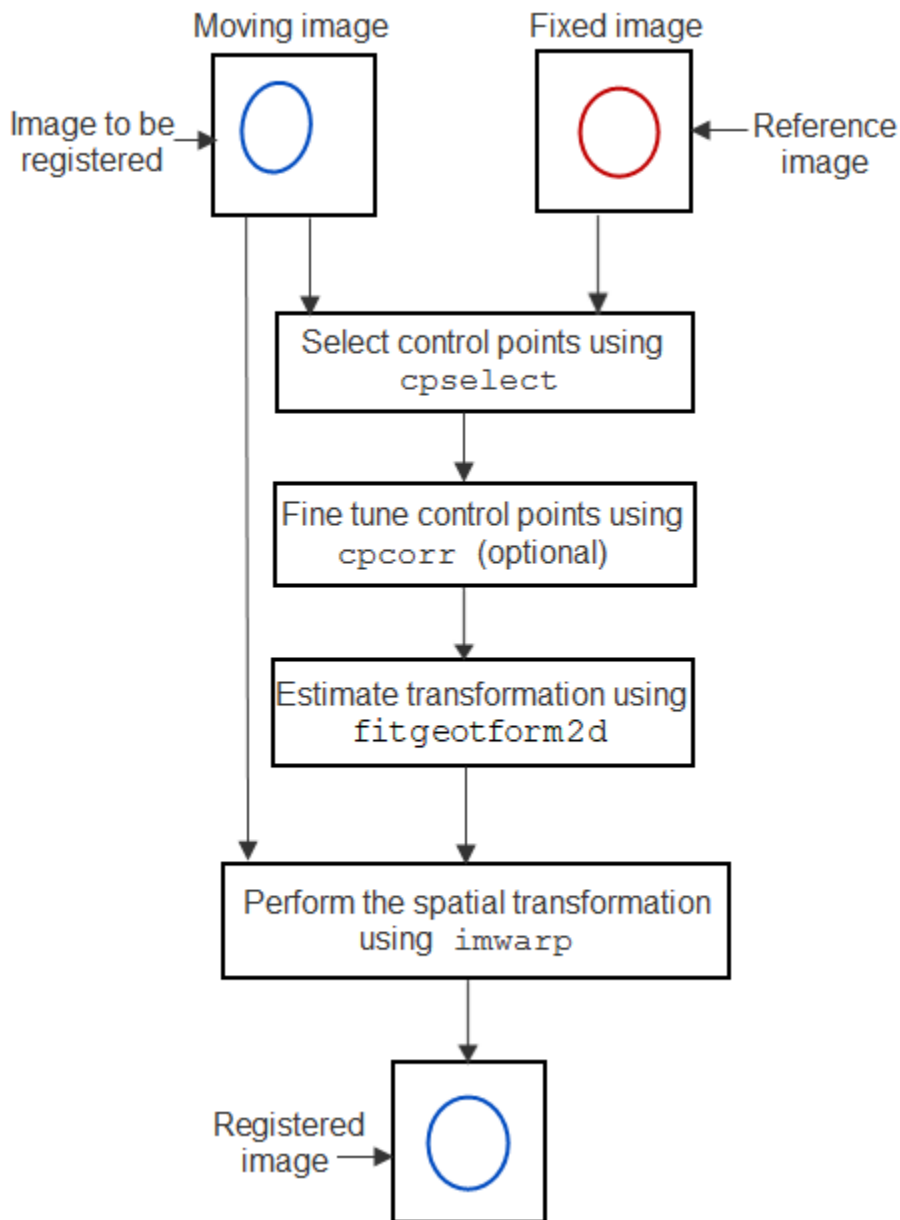 Moving image
Fixed image
Image to be
registered
Reference
image
Select control points using
cpselect
Fine tune control points using
cpcorr (optional)
Estimate transformation using
fitgeotform2d
Perform the spatial transformation
using imwarp
Registered
image